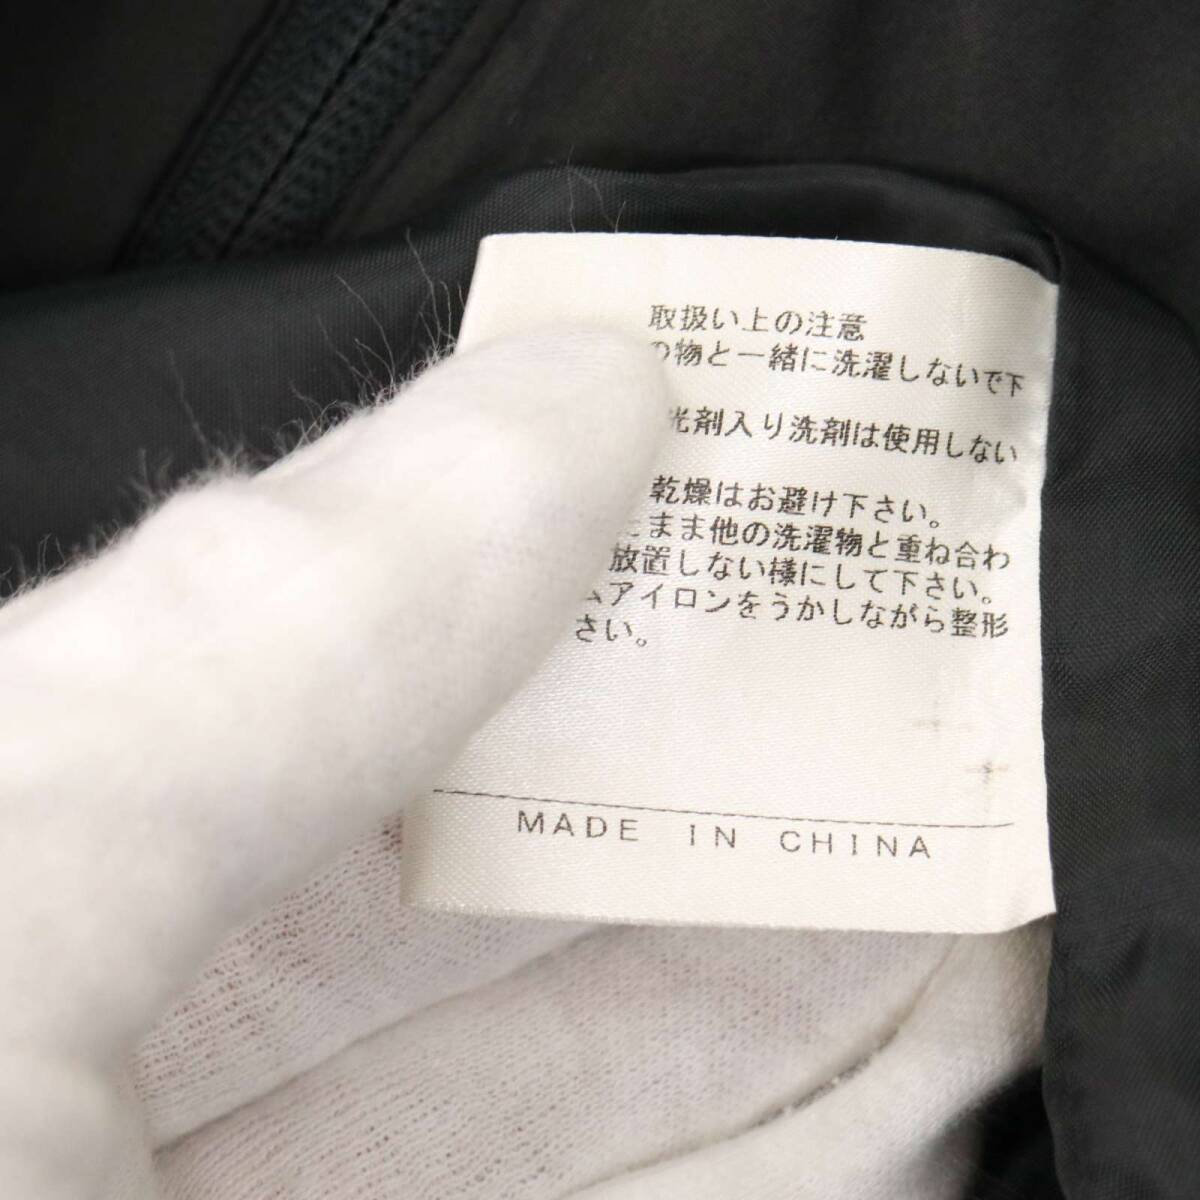 取扱い上の注意
の物と一緒に洗濯しないで下
光剤入り洗剤は使用しない
乾燥はお避け下さい。
たまま他の洗濯物と重ね合わ
放置しない様にして下さい。
ムアイロンをうかしながら整形
さい。
MADE IN CHINA